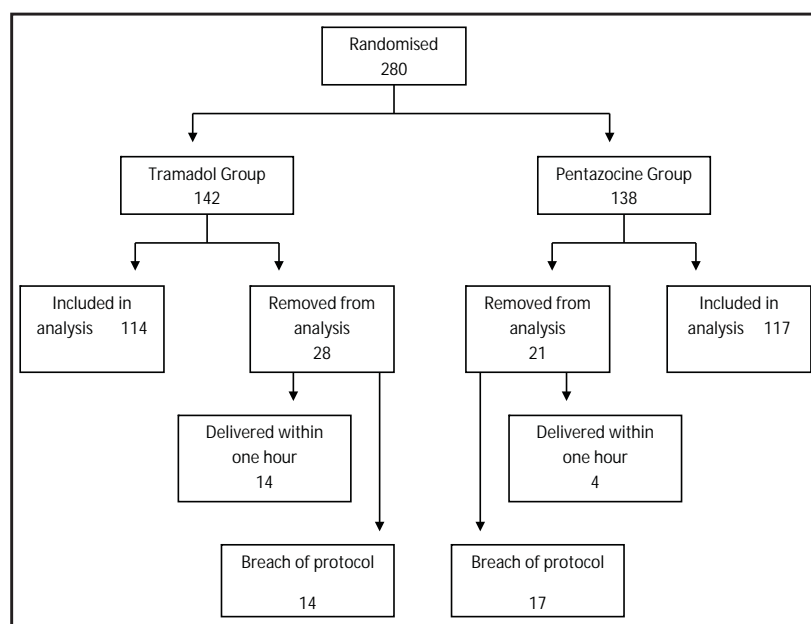 Randomised
280
Tramadol Group
142
Pentazocine Group
138
Included in
analysis 114
Removed from
analysis
28
Removed from
analysis
21
Included in
analysis 117
Delivered within
one hour
14
Delivered within
one hour
4
Breach of protocol
14
Breach of protocol
17